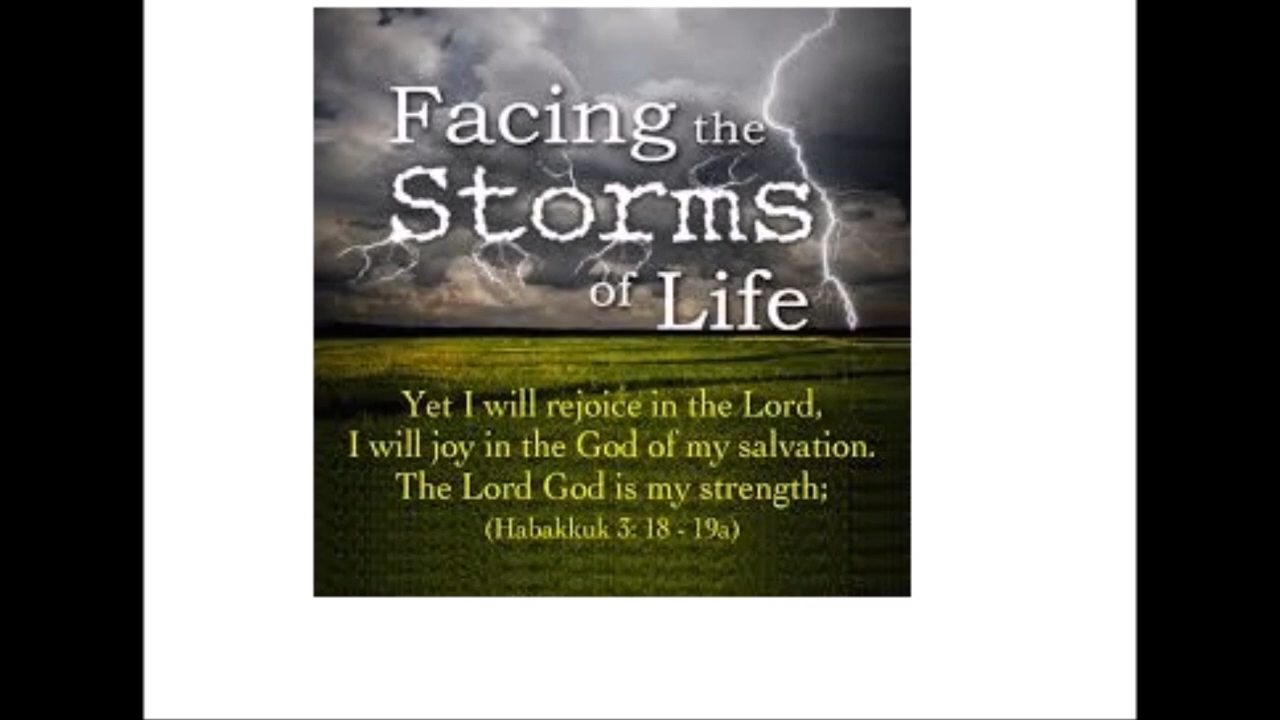 Facing the
Storms
of Life
Yet I will rejoice in the Lord,
I will joy in the God of my salvation.
The Lord God is my strength;
(Habakkuk 3: 18 - 19a)